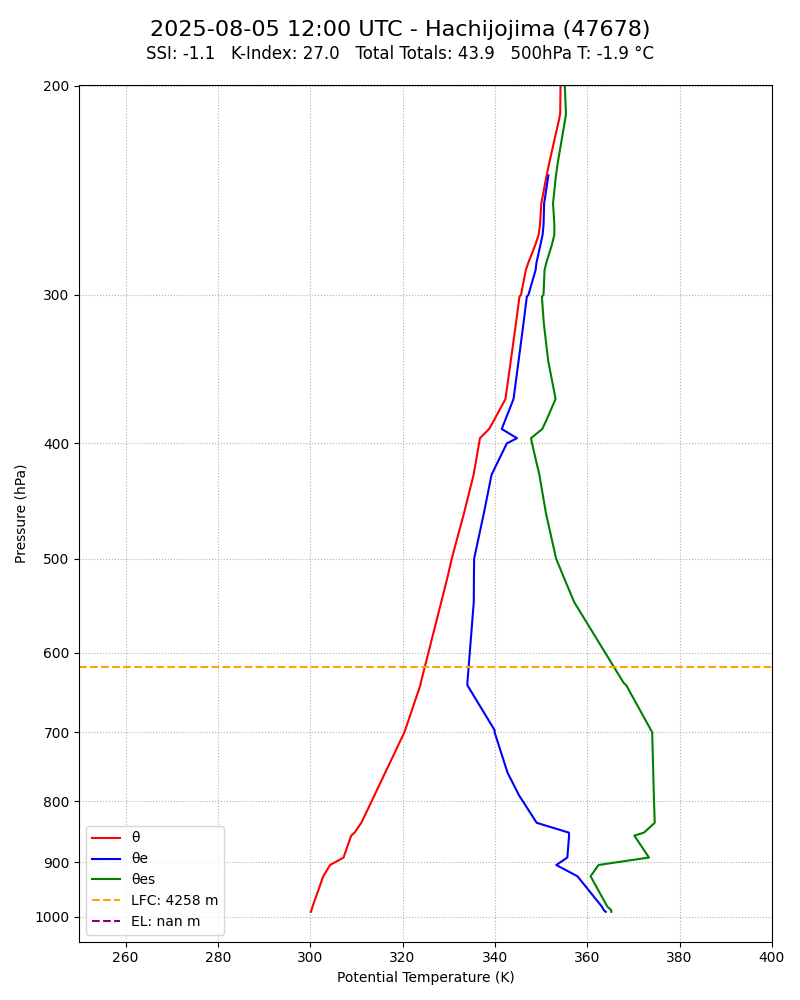 2025-08-05 12:00 UTC - Hachijojima (47678)
SSI: -1.1   K-Index: 27.0   Total Totals: 43.9   500hPa T: -1.9 °C
200
300
400
500
600
700
800
900
1000
Pressure (hPa)
θ
θe
θes
LFC: 4258 m
EL: nan m
260 280 300 320 340 360 380 400
Potential Temperature (K)